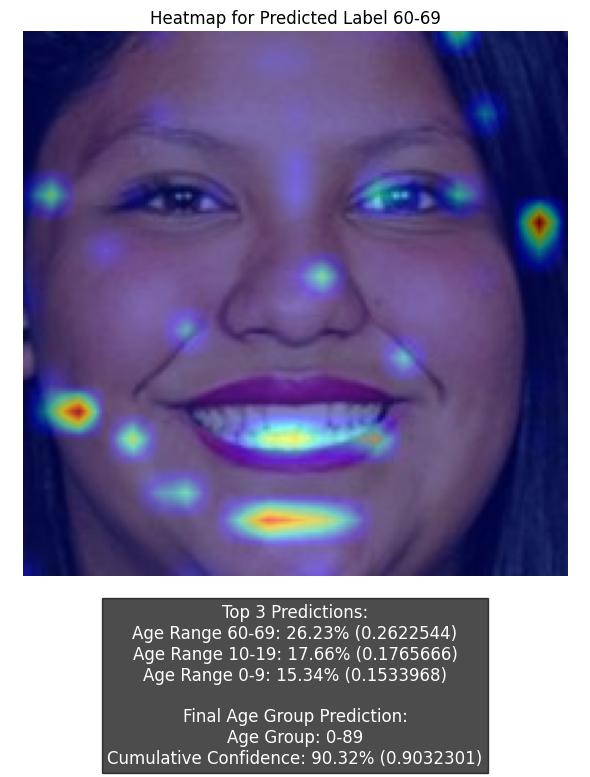 Heatmap for Predicted Label 60-69
Top 3 Predictions:
Age Range 60-69: 26.23% (0.2622544)
Age Range 10-19: 17.66% (0.1765666)
Age Range 0-9: 15.34% (0.1533968)
Final Age Group Prediction:
Age Group: 0-89
Cumulative Confidence: 90.32% (0.9032301)